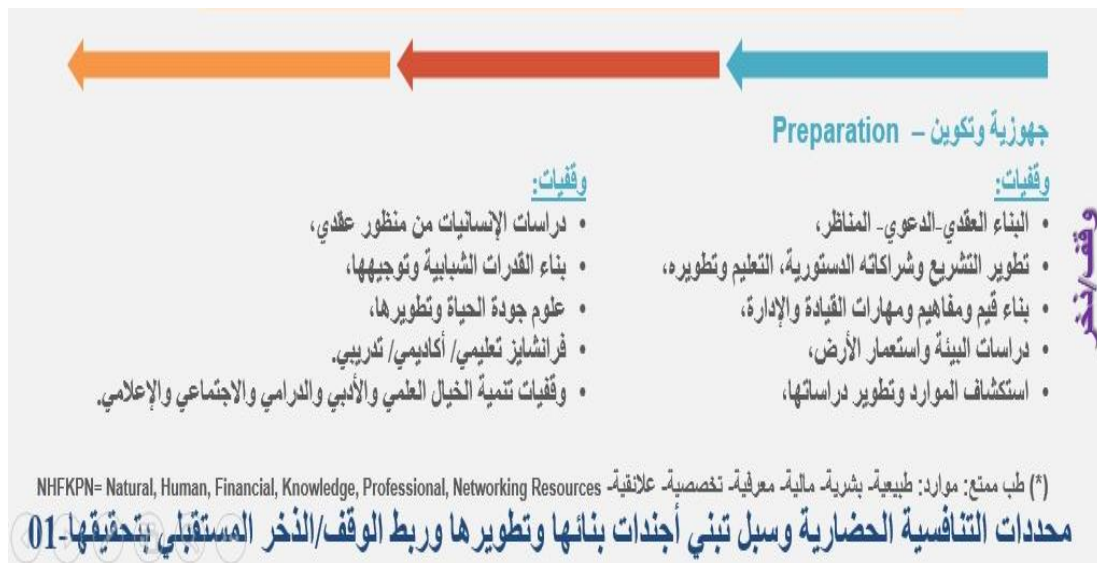 جهوزية وتكوين – Preparation
وقفيات:
• البناء العقدي-الدعوي- المناظر،
• تطوير التشريع وشراكاته الدستورية، التعليم وتطويره،
• بناء قيم ومفاهيم ومهارات القيادة والإدارة،
• دراسات البيئة واستعمار الأرض،
• استكشاف الموارد وتطوير دراساتها،
وقفيات:
• دراسات الإنسانيات من منظور عقدي،
• بناء القدرات الشبابية وتوجيهها،
• علوم جودة الحياة وتطويرها،
• فرانشايز تعليمي/ أكاديمي/ تدريبي.
• وقفيات تنمية الخيال العلمي والأدبي والدرامي والاجتماعي والإعلامي.
وقف/ذخر
(*) طب ممتع: موارد: طبيعية- بشرية- مالية- معرفية- تخصصية- علائقية- NHFKPN= Natural, Human, Financial, Knowledge, Professional, Networking Resources
محددات التنافسية الحضارية وسبل تبني أجندات بنائها وتطويرها وربط الوقف/الذخر المستقبلي بتحقيقها-01